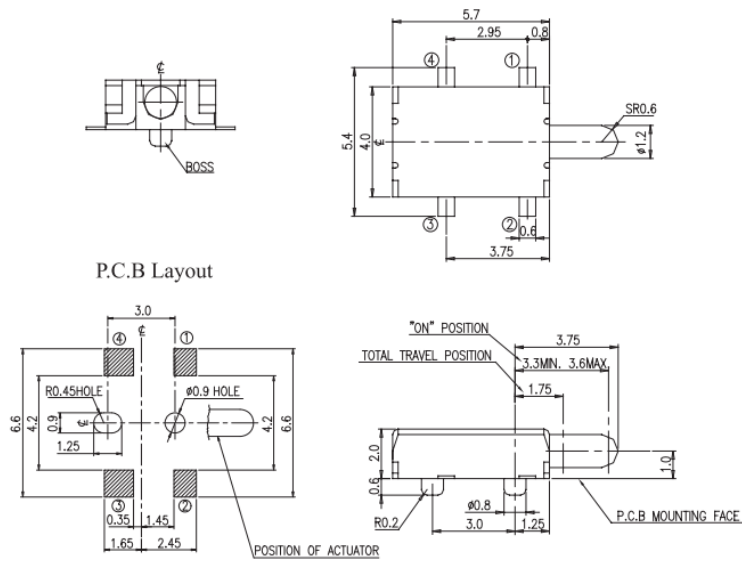 5.7
2.95
0.8
④
①
℄
BOSS
5.4
4.0
℄
SR0.6
ø1.2
③
②
0.6
3.75
P.C.B Layout
3.0
℄
④
①
R0.45HOLE
ø0.9 HOLE
6.6
4.2
0.9
℄
1.25
4.2
6.6
③
②
0.35
1.45
1.65
2.45
POSITION OF ACTUATOR
"ON" POSITION
3.75
TOTAL TRAVEL POSITION
3.3MIN. 3.6MAX.
1.75
2.0
0.6
1.0
R0.2
ø0.8
3.0
1.25
P.C.B MOUNTING FACE